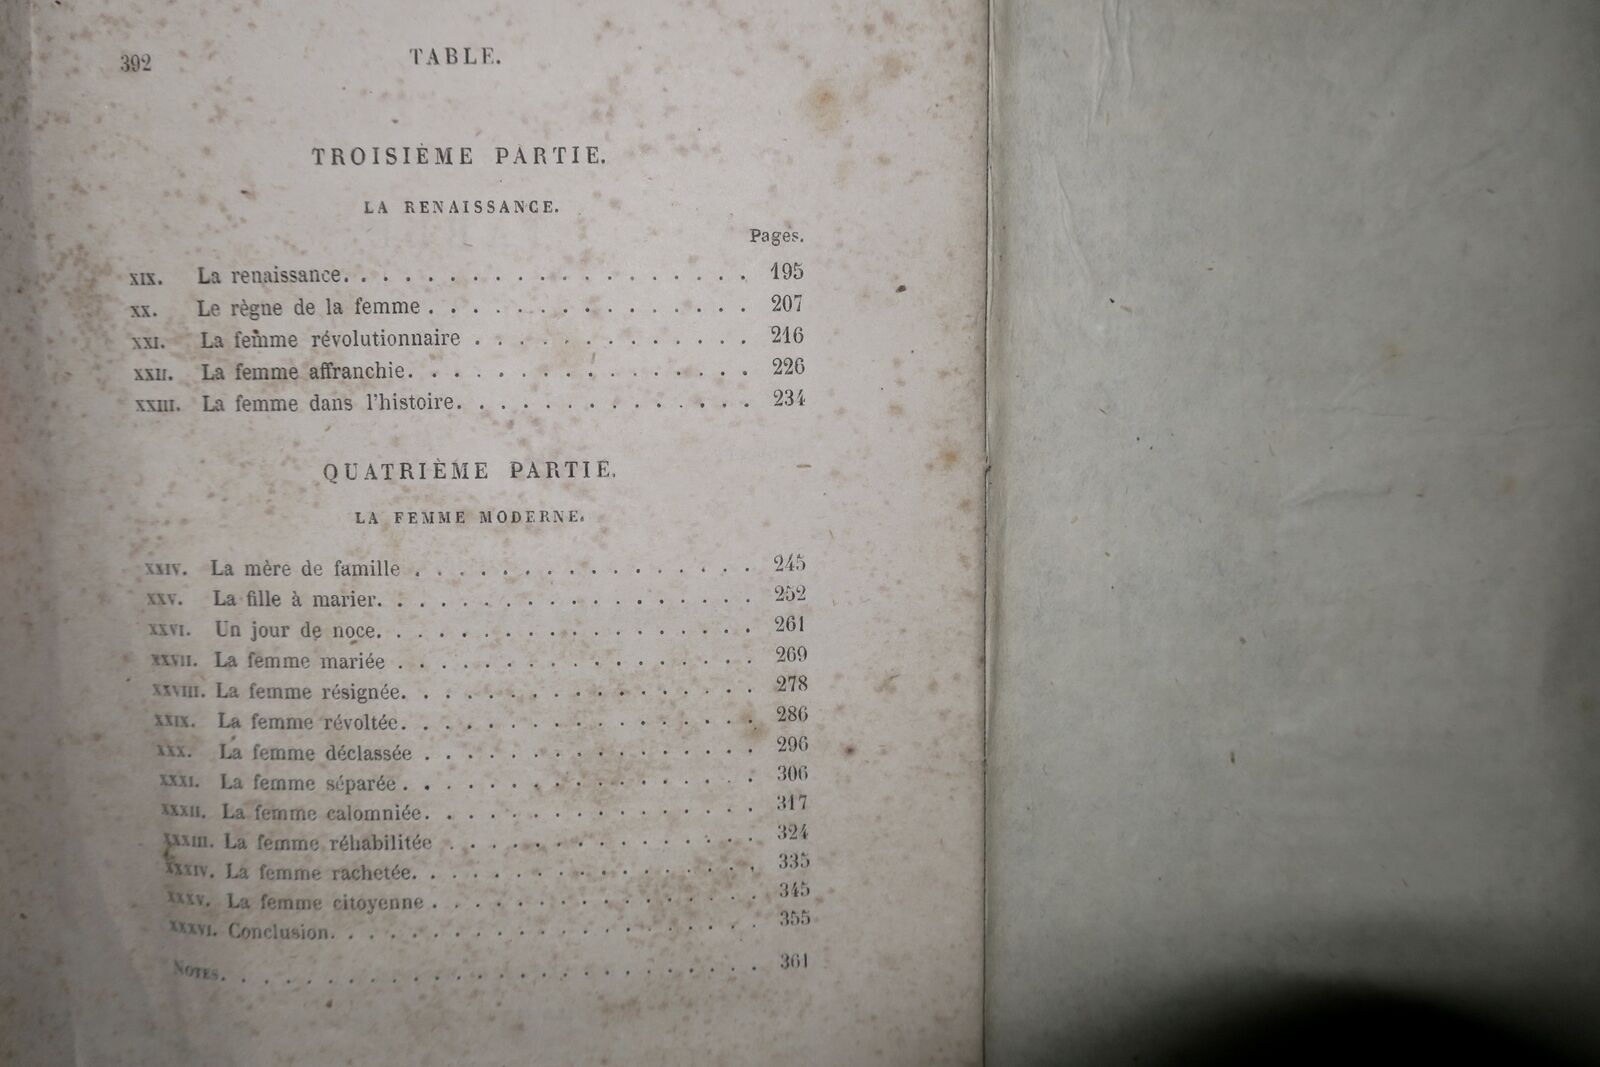 392
TABLE.
TROISIÈME PARTIE.
LA RENAISSANCE.
Pages.
XIX. La renaissance. . . . . . . . . . . . . . . . . . . 195
XX. Le règne de la femme . . . . . . . . . . . . . . . 207
XXI. La femme révolutionnaire . . . . . . . . . . . . . 216
XXII. La femme affranchie. . . . . . . . . . . . . . . . 226
XXIII. La femme dans l'histoire. . . . . . . . . . . . . . 234
QUATRIÈME PARTIE.
LA FEMME MODERNE.
XXIV. La mère de famille . . . . . . . . . . . . . . . . 245
XXV. La fille à marier. . . . . . . . . . . . . . . . . . 252
XXVI. Un jour de noce. . . . . . . . . . . . . . . . . . 261
XXVII. La femme mariée . . . . . . . . . . . . . . . . . 269
XXVIII. La femme résignée. . . . . . . . . . . . . . . . . 278
XXIX. La femme révoltée. . . . . . . . . . . . . . . . . 286
XXX. La femme déclassée . . . . . . . . . . . . . . . . 296
XXXI. La femme séparée . . . . . . . . . . . . . . . . . 306
XXXII. La femme calomniée. . . . . . . . . . . . . . . . 317
XXXIII. La femme réhabilitée . . . . . . . . . . . . . . . 324
XXXIV. La femme rachetée. . . . . . . . . . . . . . . . . 335
XXXV. La femme citoyenne . . . . . . . . . . . . . . . . 345
XXXVI. Conclusion. . . . . . . . . . . . . . . . . . . . 355
NOTES. . . . . . . . . . . . . . . . . . . . . . . . . 361